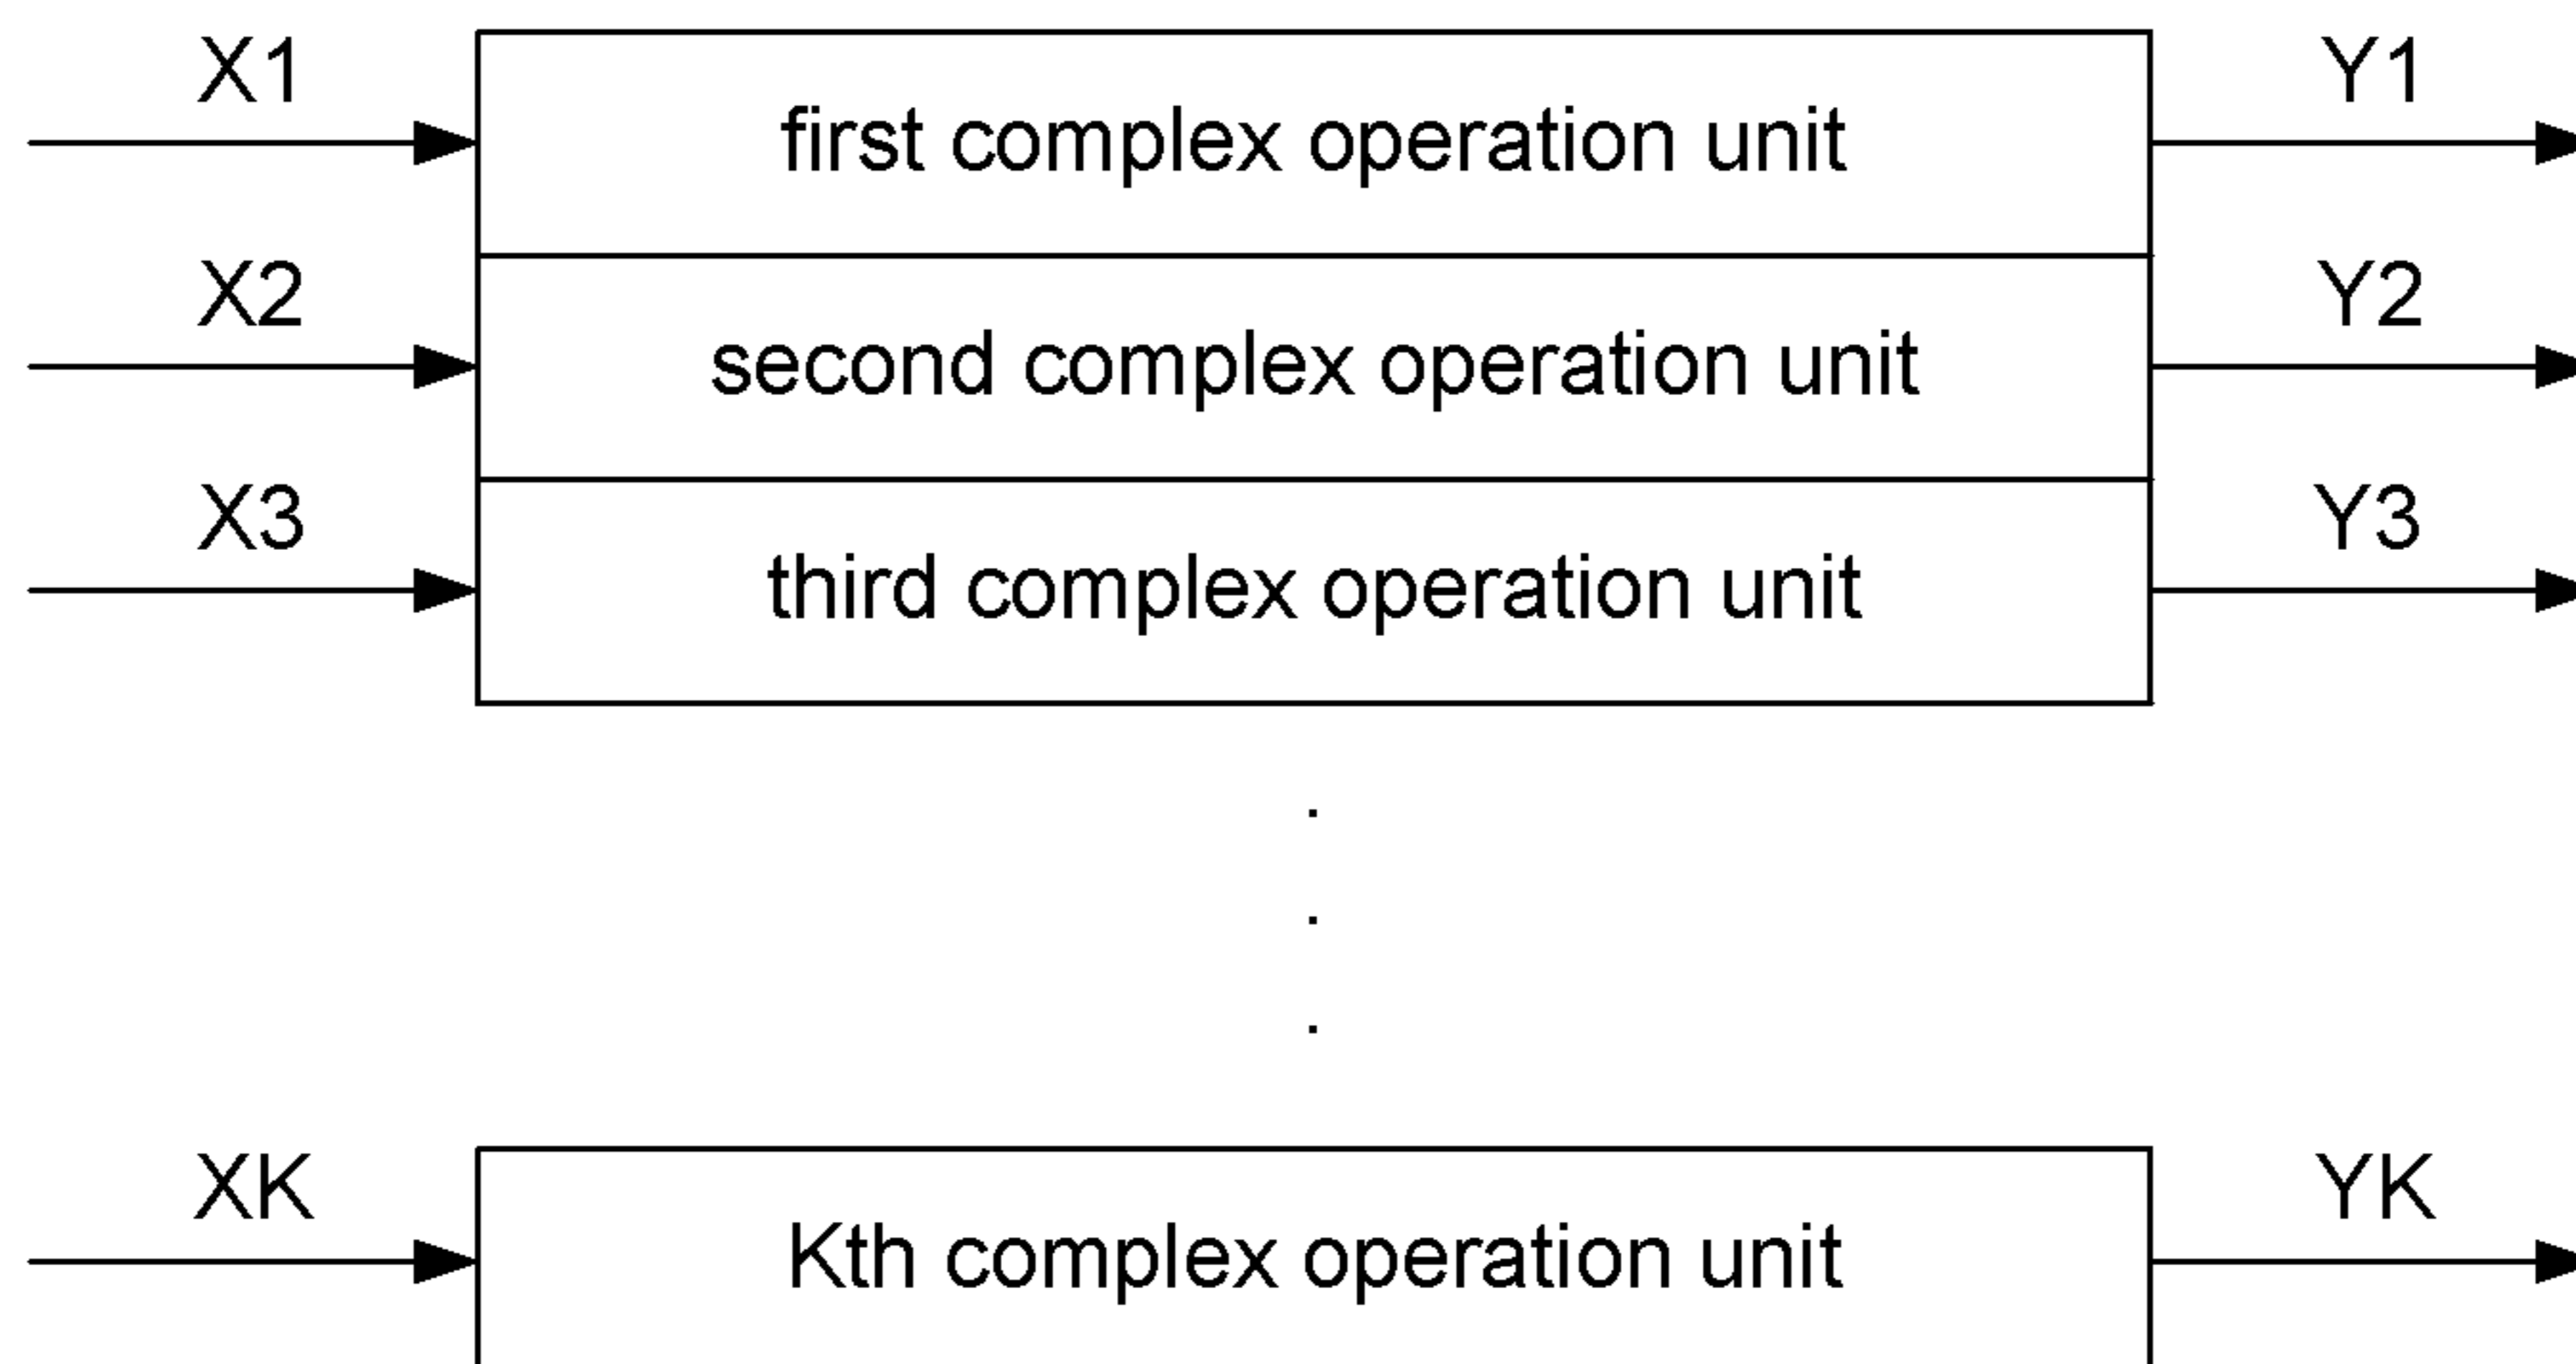 X1 first complex operation unit Y1
X2 second complex operation unit Y2
X3 third complex operation unit Y3
.
.
.
XK Kth complex operation unit YK